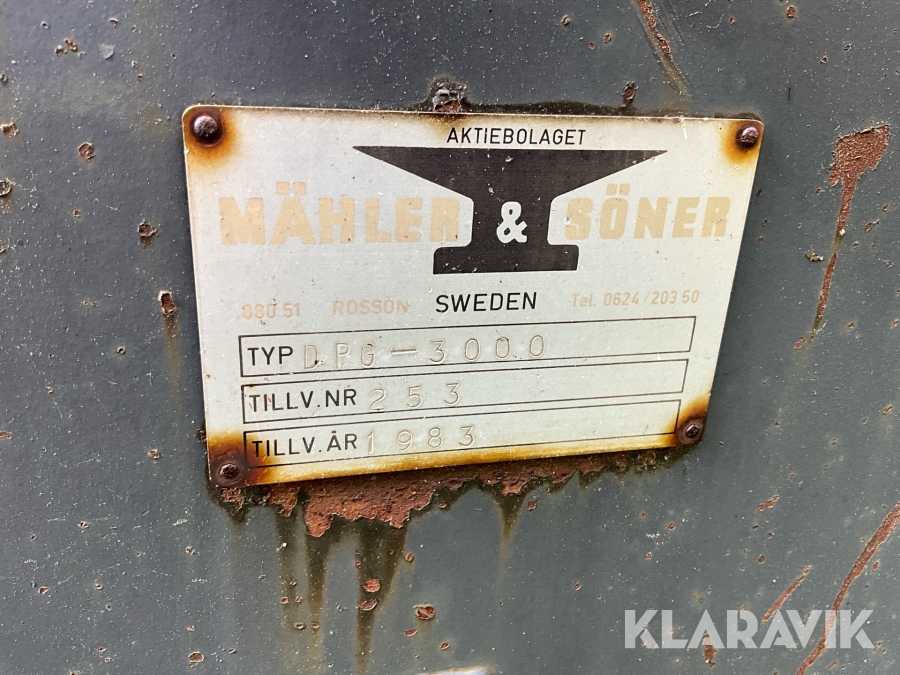 AKTIEBOLAGET
MÄHLER & SÖNER
880 51 ROSSÖN SWEDEN Tel. 0624/203 50
TYP DPG-3000
TILLV.NR 253
TILLV.ÅR 1983
KLARAVIK